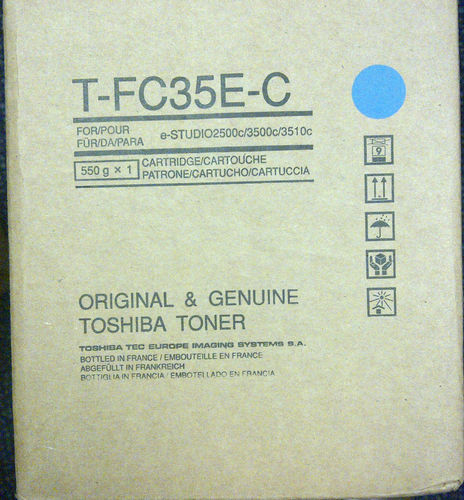 T-FC35E-C
FOR/POUR
FÜR/DA/PARA
e-STUDIO2500c/3500c/3510c
550 g × 1
CARTRIDGE/CARTOUCHE
PATRONE/CARTUCHO/CARTUCCIA
9
ORIGINAL & GENUINE
TOSHIBA TONER
TOSHIBA TEC EUROPE IMAGING SYSTEMS S.A.
BOTTLED IN FRANCE / EMBOUTEILLE EN FRANCE
ABGEFÜLLT IN FRANKREICH
BOTTIGLIA IN FRANCIA / EMBOTELLADO EN FRANCIA